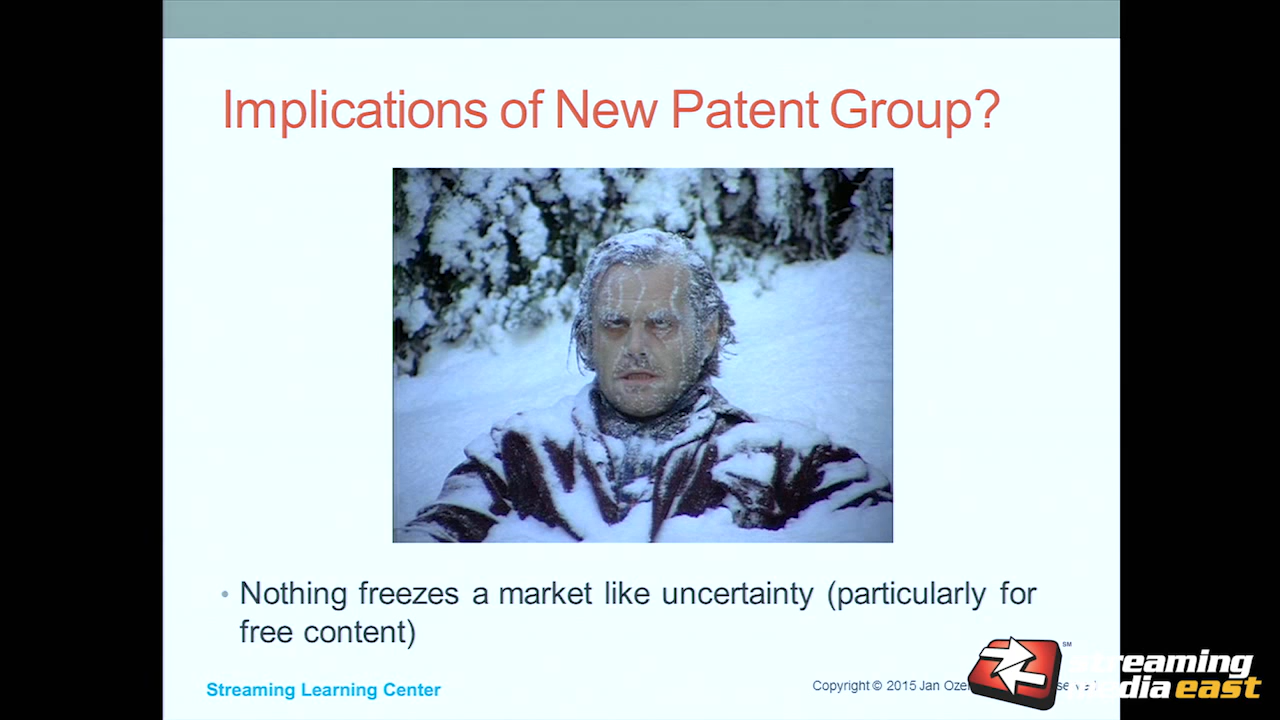 Implications of New Patent Group?
• Nothing freezes a market like uncertainty (particularly for
free content)
Streaming Learning Center
Copyright © 2015 Jan
SM
streaming
media east